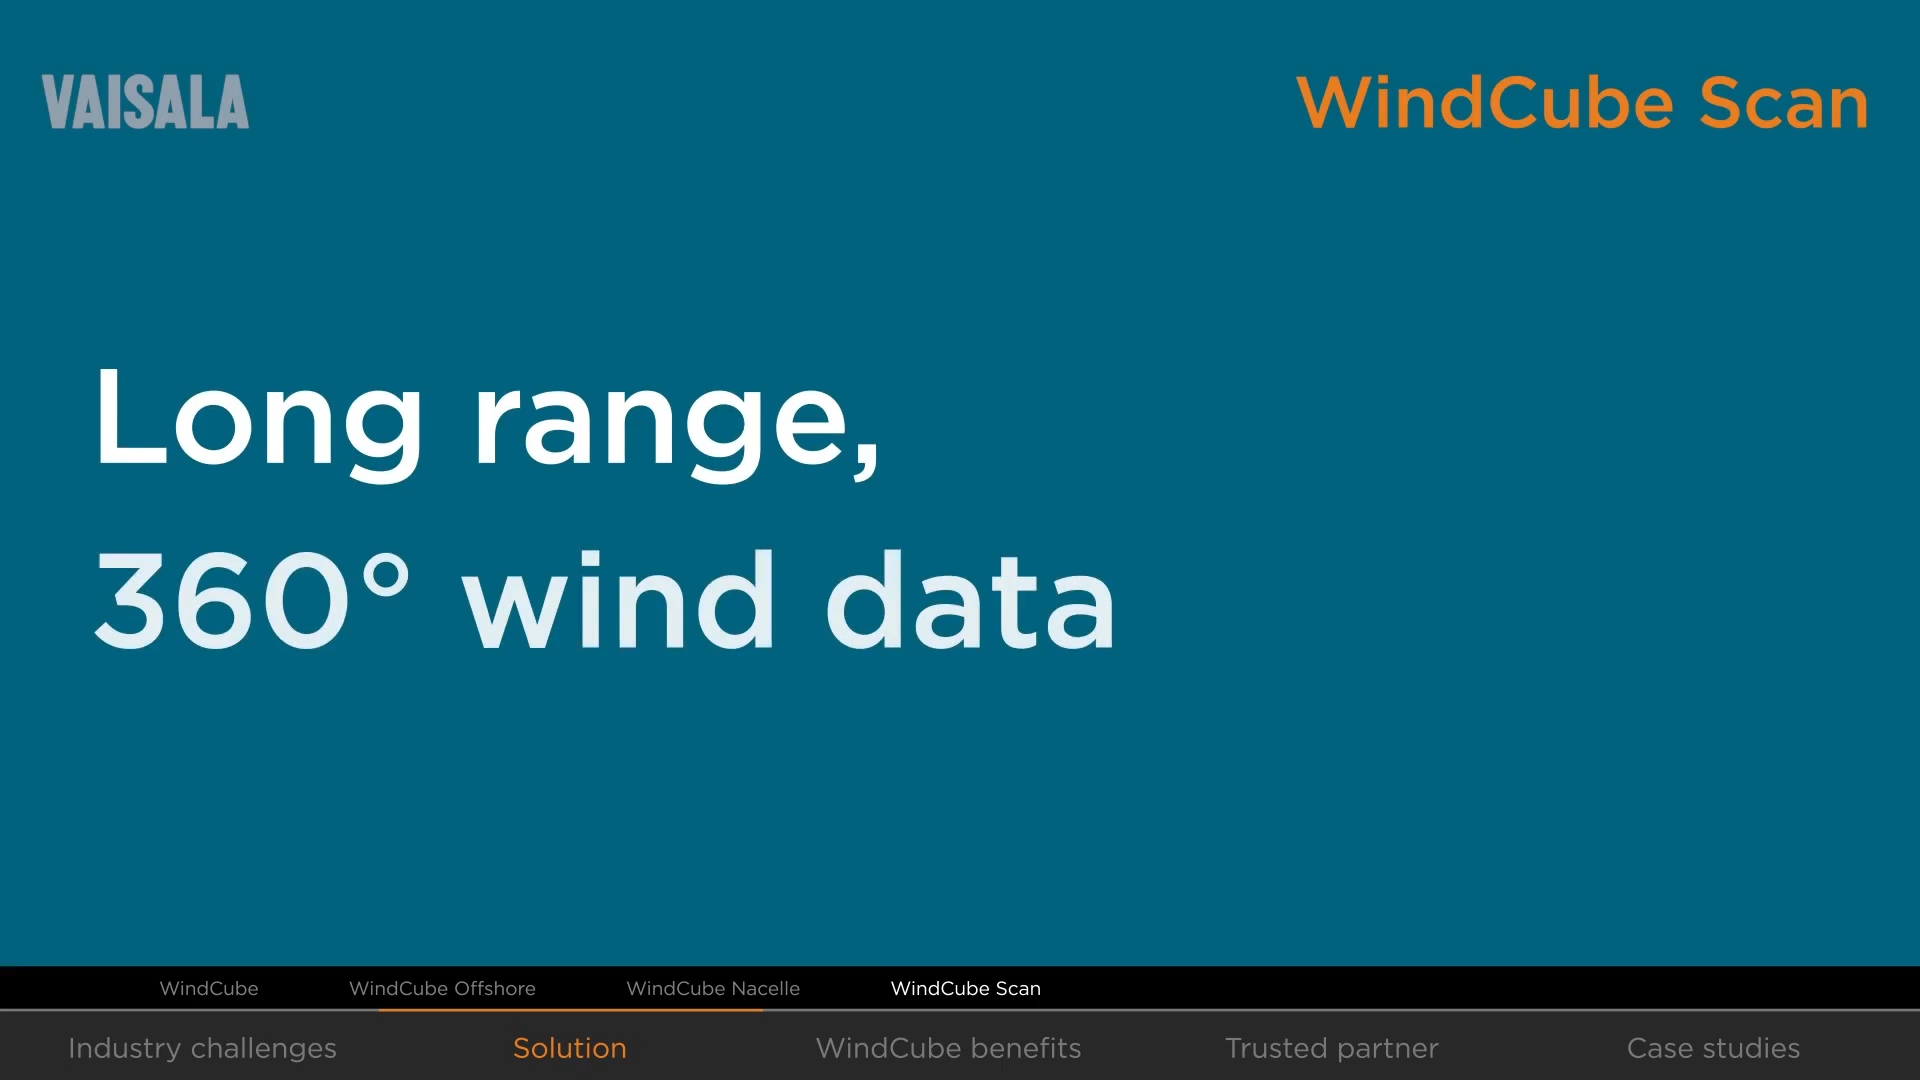 VAISALA
WindCube Scan
Long range,
360° wind data
WindCube WindCube Offshore WindCube Nacelle WindCube Scan
Industry challenges Solution WindCube benefits Trusted partner Case studies